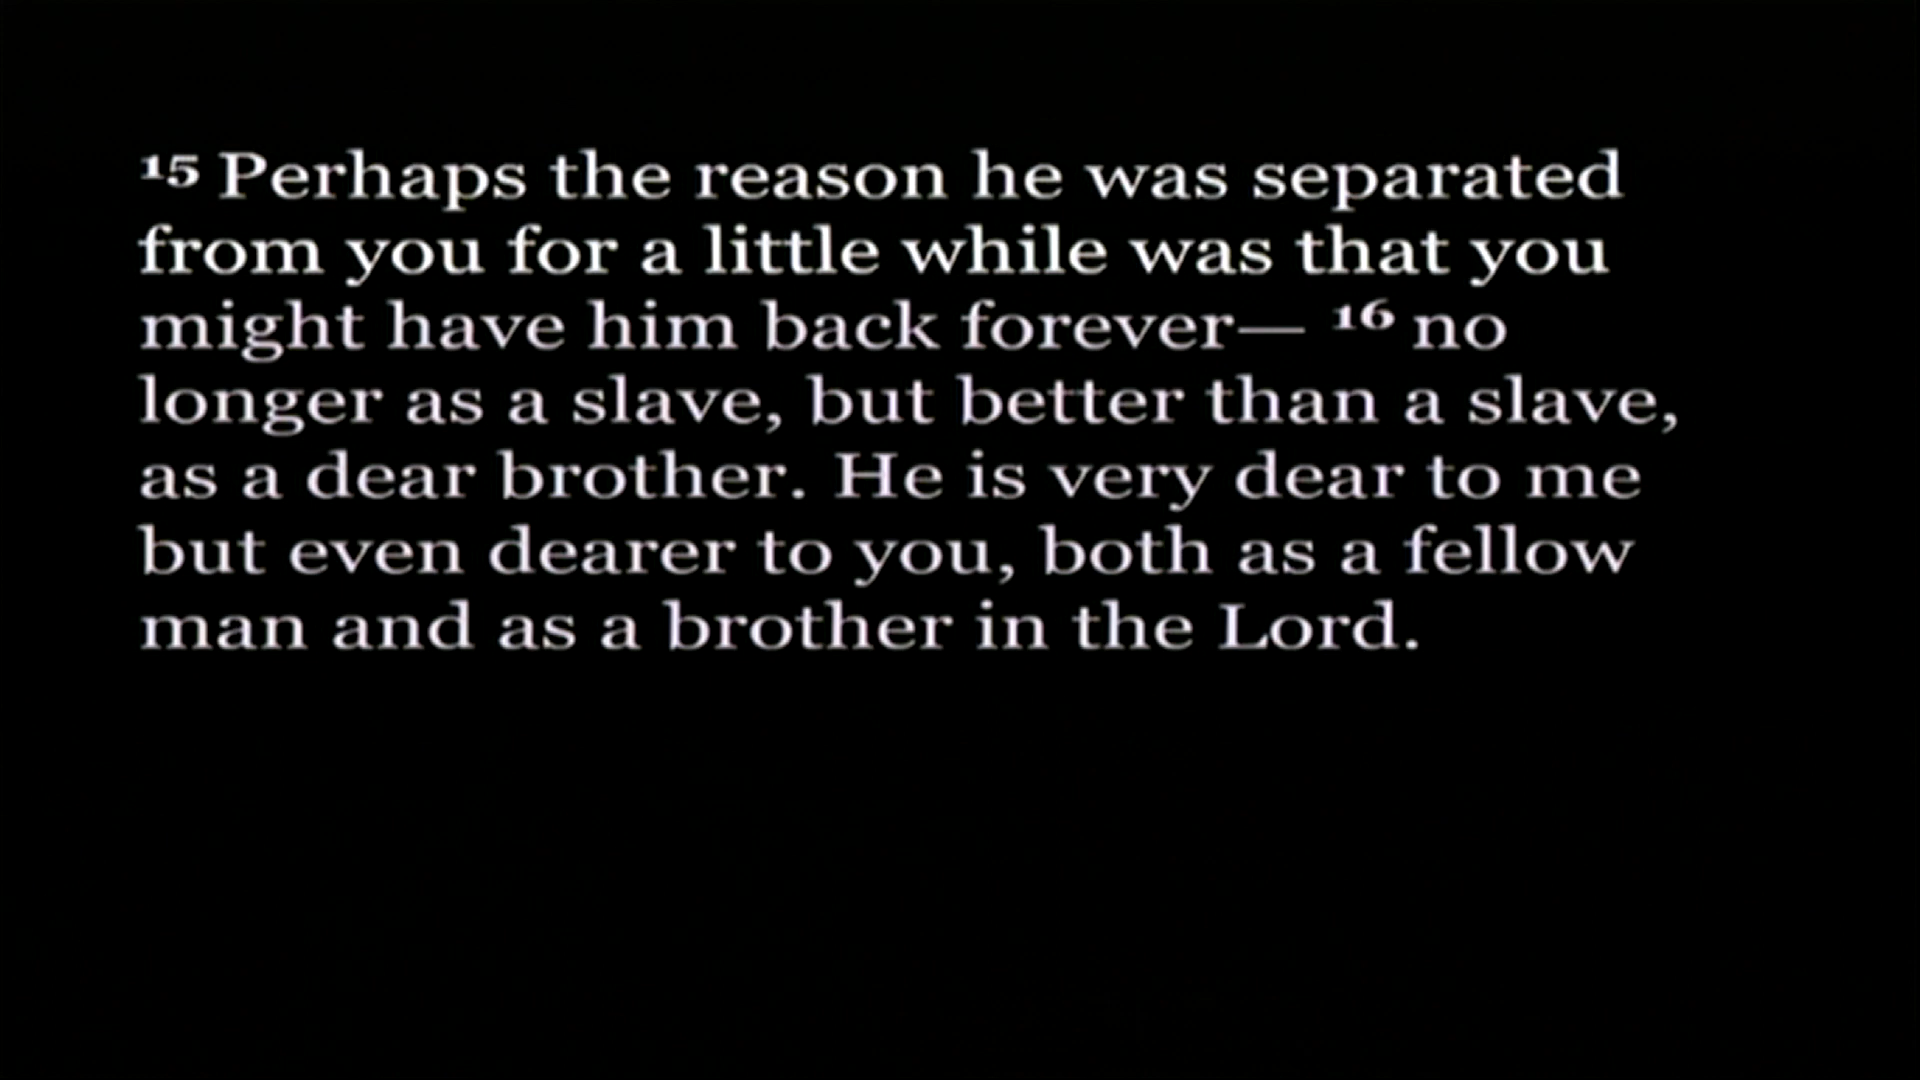 ¹⁵ Perhaps the reason he was separated
from you for a little while was that you
might have him back forever— ¹⁶ no
longer as a slave, but better than a slave,
as a dear brother. He is very dear to me
but even dearer to you, both as a fellow
man and as a brother in the Lord.